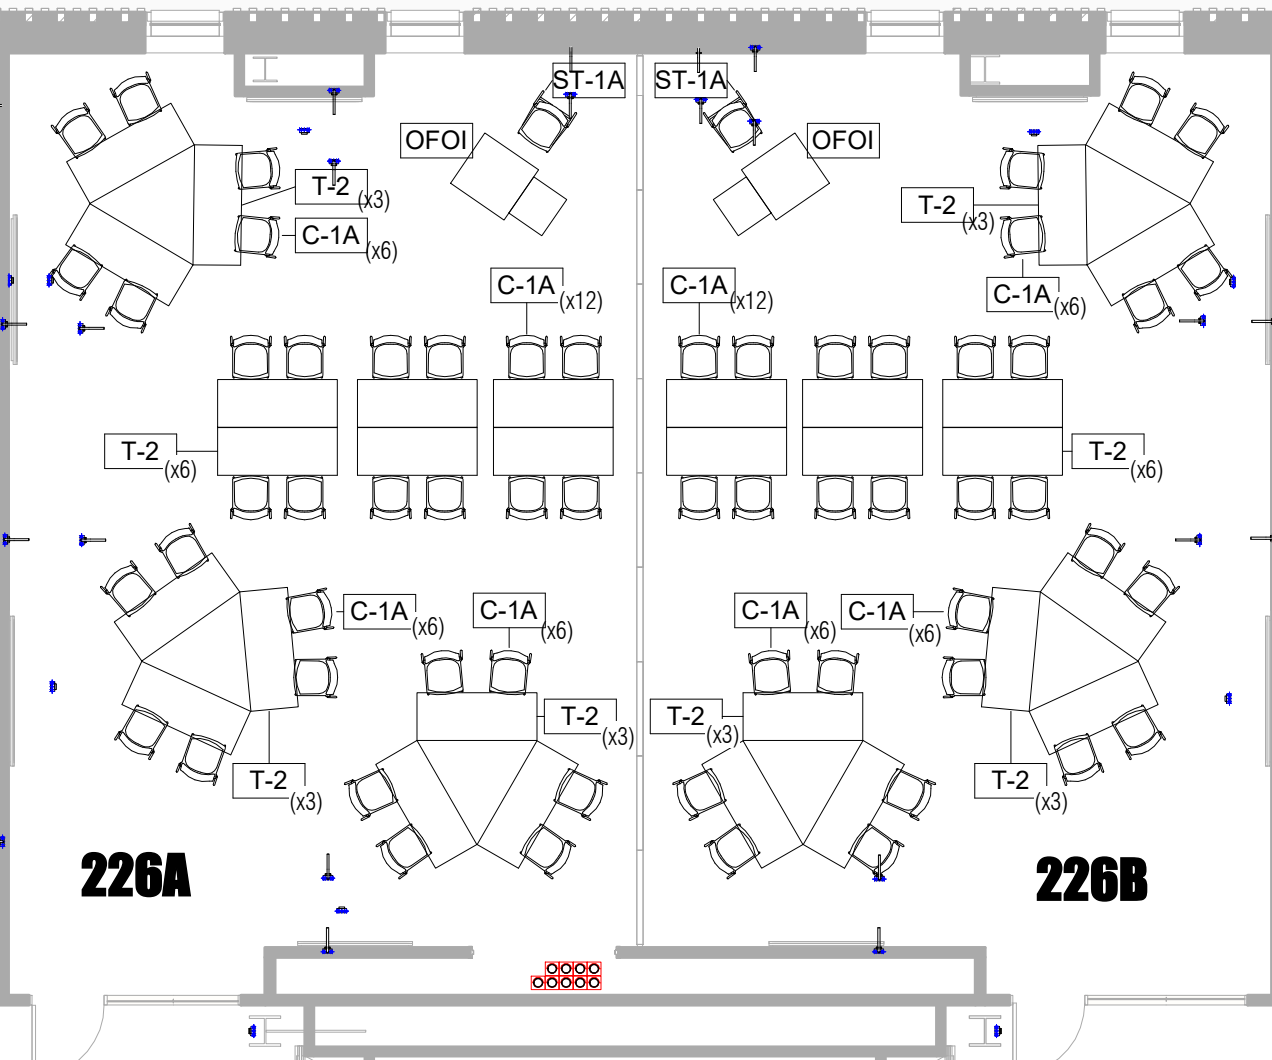 ST-1A
ST-1A
OFOI
OFOI
T-2
(x3)
T-2
(x3)
C-1A
(x6)
C-1A
(x12)
C-1A
(x12)
C-1A
(x6)
T-2
(x6)
T-2
(x6)
C-1A
(x6)
C-1A
(x6)
C-1A
(x6)
C-1A
(x6)
T-2
(x3)
T-2
(x3)
T-2
(x3)
T-2
(x3)
226A
226B